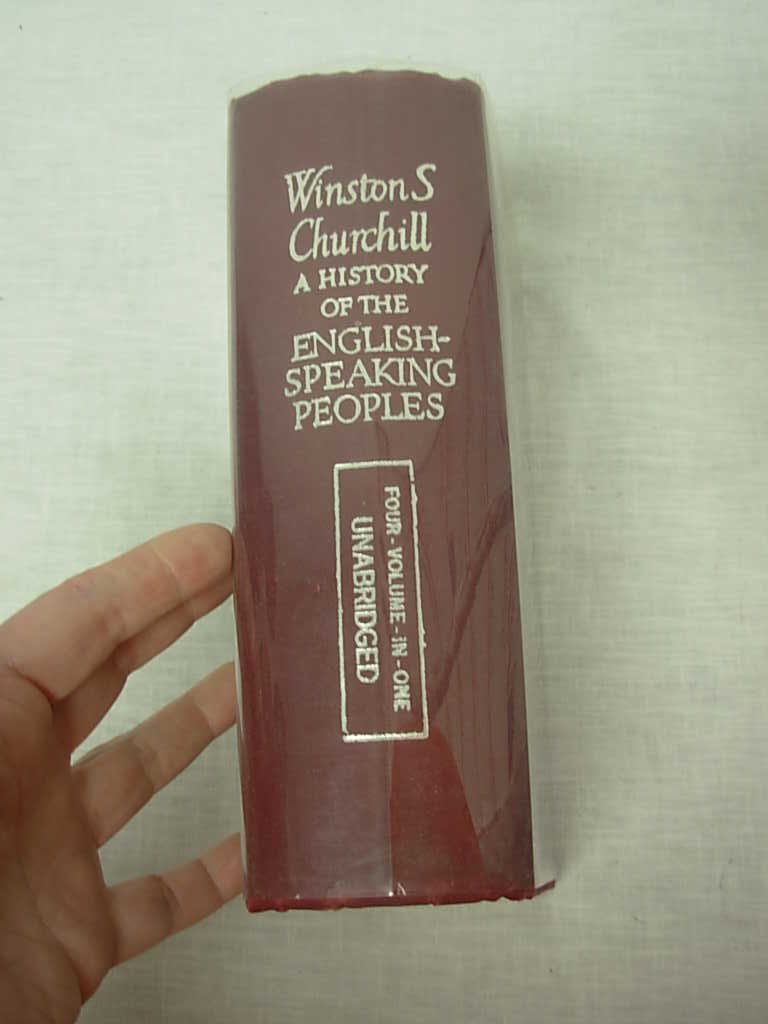 Winston S
Churchill
A HISTORY
OF THE
ENGLISH-
SPEAKING
PEOPLES
FOUR-VOLUME-IN-ONE
UNABRIDGED